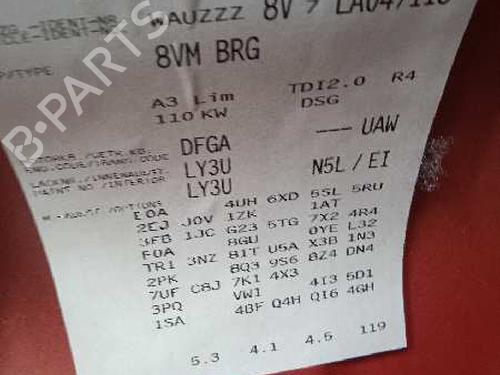 WAUZZZ 8V
8VM BRG
P/TYPE
A3 Lim TDI2.0 R4
110 KW DSG
DFGA --- UAW
LY3U N5L / EI
LY3U
E0A 4UH 6XD 5SL 5RU
2EJ J0V 1ZK 1AT
3FB 1JC G23 5TG 7X2 4R4
F0A 8GU 0YE L32
TR1 3NZ 8IT U5A X3B 1N3
2PK 8Q3 9S6 8Z4 DN4
7UF C8J 7K1 4X3
3PQ VW1 4I3 5D1
1SA 4BF Q4H QI6 4GH
5.3 4.1 4.5 119
B-PARTS